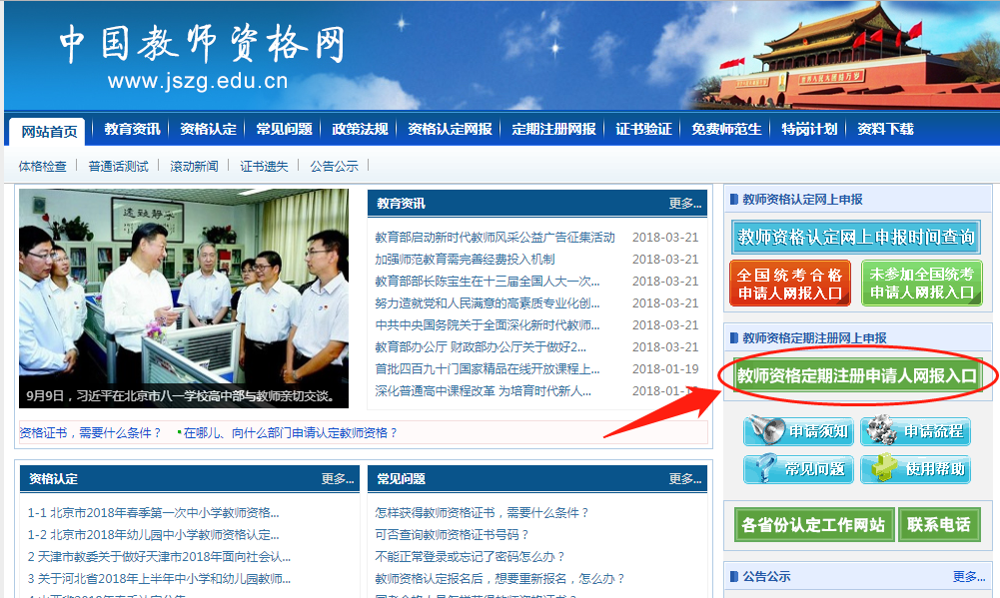 中国教师资格网
www.jszg.edu.cn
网站首页 教育资讯 资格认定 常见问题 政策法规 资格认定网报 定期注册网报 证书验证 免费师范生 特岗计划 资料下载
体格检查 普通话测试 滚动新闻 证书遗失 公告公示
宁静致远
9月9日，习近平在北京市八一学校高中部与教师亲切交谈。
教育资讯 更多...
教育部启动新时代教师风采公益广告征集活动 2018-03-21
加强师范教育需完善经费投入机制 2018-03-21
教育部部长陈宝生在十三届全国人大一次... 2018-03-21
努力造就党和人民满意的高素质专业化创... 2018-03-21
中共中央国务院关于全面深化新时代教师... 2018-03-21
教育部办公厅 财政部办公厅关于做好2... 2018-03-21
首批四百九十门国家精品在线开放课程上... 2018-01-19
深化普通高中课程改革 为培育时代新人... 2018-01-
资格证书，需要什么条件？ 在哪儿、向什么部门申请认定教师资格？
资格认定 更多...
1-1 北京市2018年春季第一次中小学教师资格...
1-2 北京市2018年幼儿园中小学教师资格认定...
2 天津市教委关于做好天津市2018年面向社会认...
3 关于河北省2018年上半年中小学和幼儿园教师...
常见问题 更多...
怎样获得教师资格证书，需要什么条件？
可否查询教师资格证书号码？
不能正常登录或忘记了密码怎么办？
教师资格认定报名后，想要重新报名，怎么办？
教师资格认定网上申报
教师资格认定网上申报时间查询
全国统考合格
申请人网报入口
未参加全国统考
申请人网报入口
教师资格定期注册网上申报
教师资格定期注册申请人网报入口
申请须知 申请流程
常见问题 使用帮助
各省份认定工作网站 联系电话
公告公示 更多...